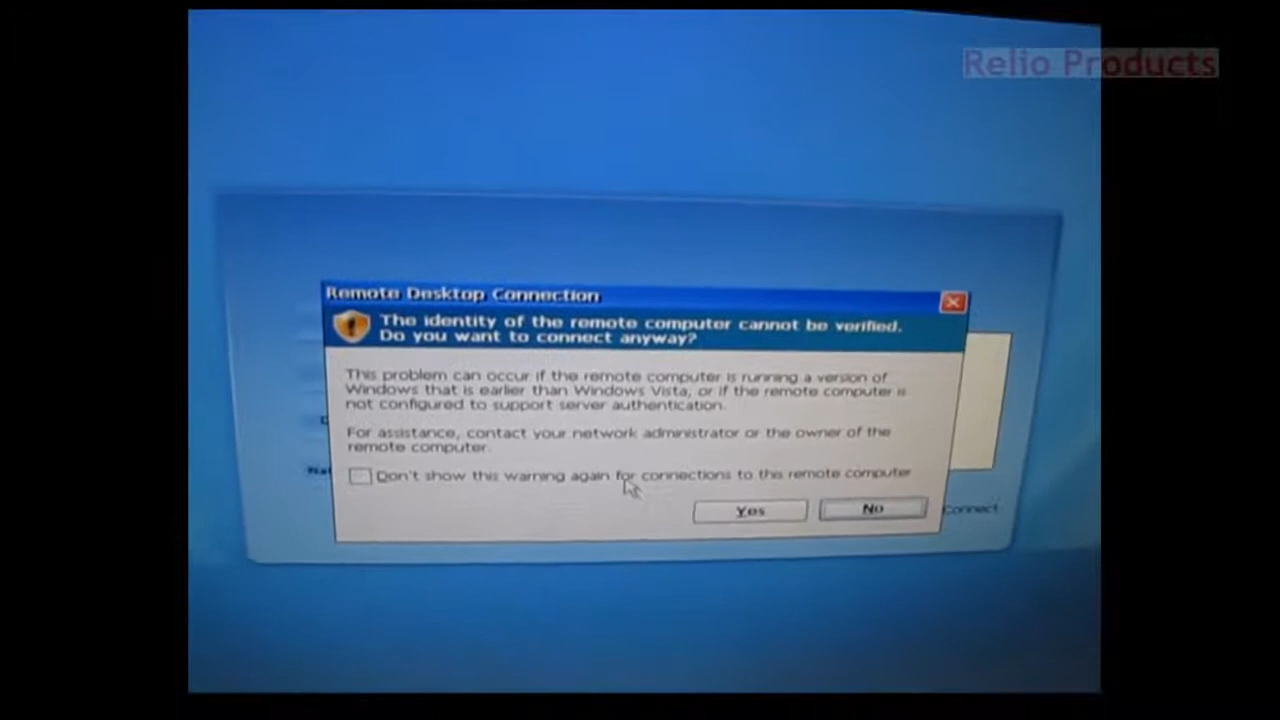 Relio Products
Remote Desktop Connection
The identity of the remote computer cannot be verified.
Do you want to connect anyway?
This problem can occur if the remote computer is running a version of
Windows that is earlier than Windows Vista, or if the remote computer is
not configured to support server authentication.
For assistance, contact your network administrator or the owner of the
remote computer.
Don't show this warning again for connections to this remote computer
Yes
No
Connect